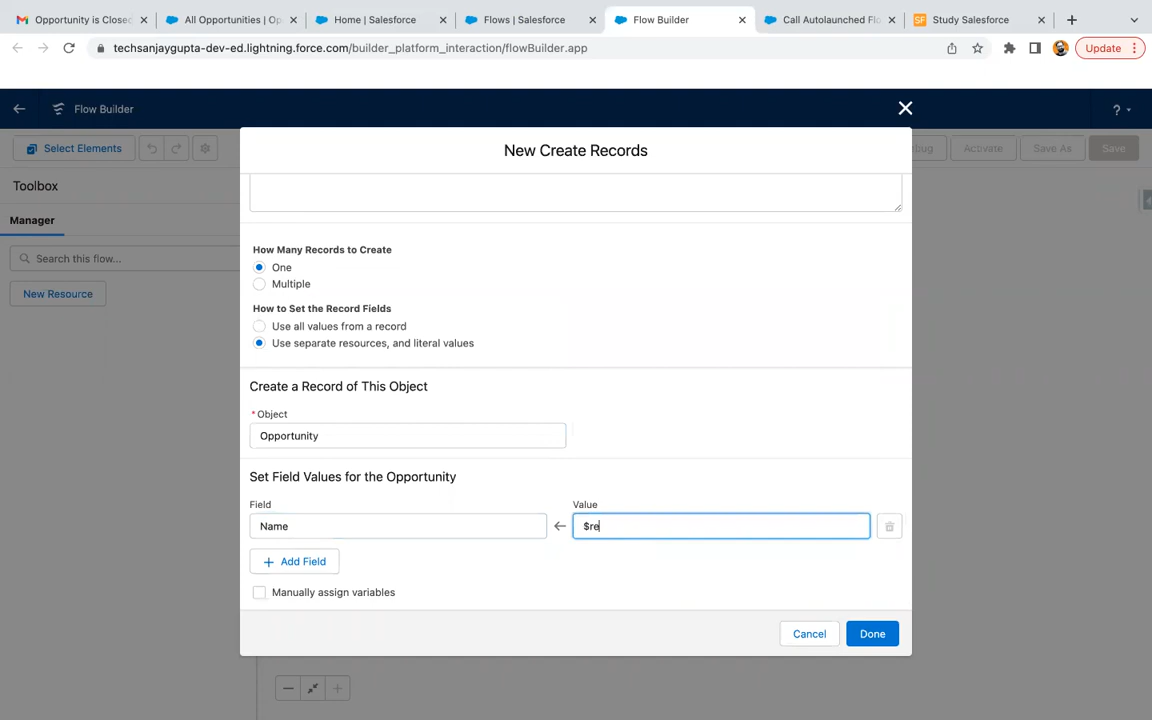 Opportunity is Closed
All Opportunities | Op
Home | Salesforce
Flows | Salesforce
Flow Builder
Call Autolaunched Flo
SF Study Salesforce
techsanjaygupta-dev-ed.lightning.force.com/builder_platform_interaction/flowBuilder.app
Update
Flow Builder
?
Select Elements
bug
Activate
Save As
Save
Toolbox
Manager
Search this flow...
New Resource
New Create Records
How Many Records to Create
One
Multiple
How to Set the Record Fields
Use all values from a record
Use separate resources, and literal values
Create a Record of This Object
* Object
Opportunity
Set Field Values for the Opportunity
Field
Value
Name
$re
+ Add Field
Manually assign variables
Cancel
Done